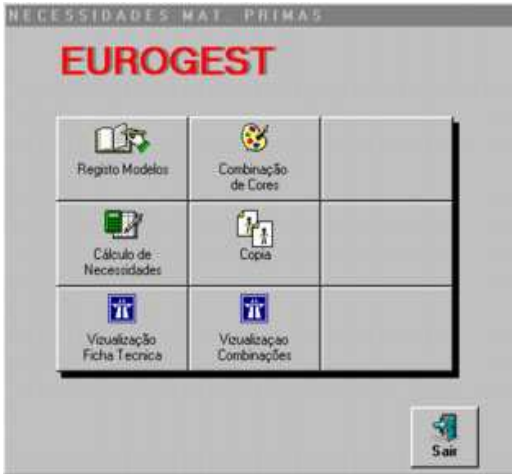 NECESSIDADES MAT. PRIMAS
EUROGEST
Registo Modelos
Combinação
de Cores
Cálculo de
Necessidades
Copia
Vizualização
Ficha Tecnica
Vizualizaçao
Combinações
Sair